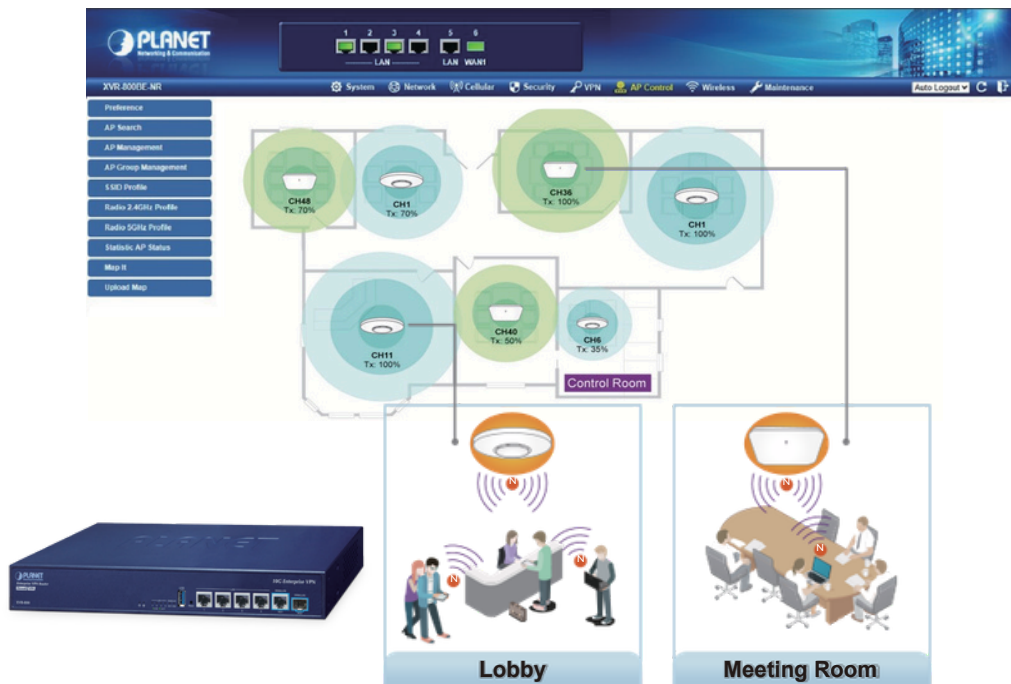 PLANET
Networking & Communication
1 2 3 4 5 6
LAN LAN WAN1
XVR-800BE-NR
System Network Cellular Security VPN AP Control Wireless Maintenance
Auto Logout
Preference
AP Search
AP Management
AP Group Management
SSID Profile
Radio 2.4GHz Profile
Radio 5GHz Profile
Statistic AP Status
Map It
Upload Map
CH48
Tx: 70%
CH1
Tx: 70%
CH36
Tx: 100%
CH1
Tx: 100%
CH11
Tx: 100%
CH40
Tx: 50%
CH6
Tx: 35%
Control Room
N
N
N
N
N
PLANET
Enterprise VPN
Lobby
Meeting Room